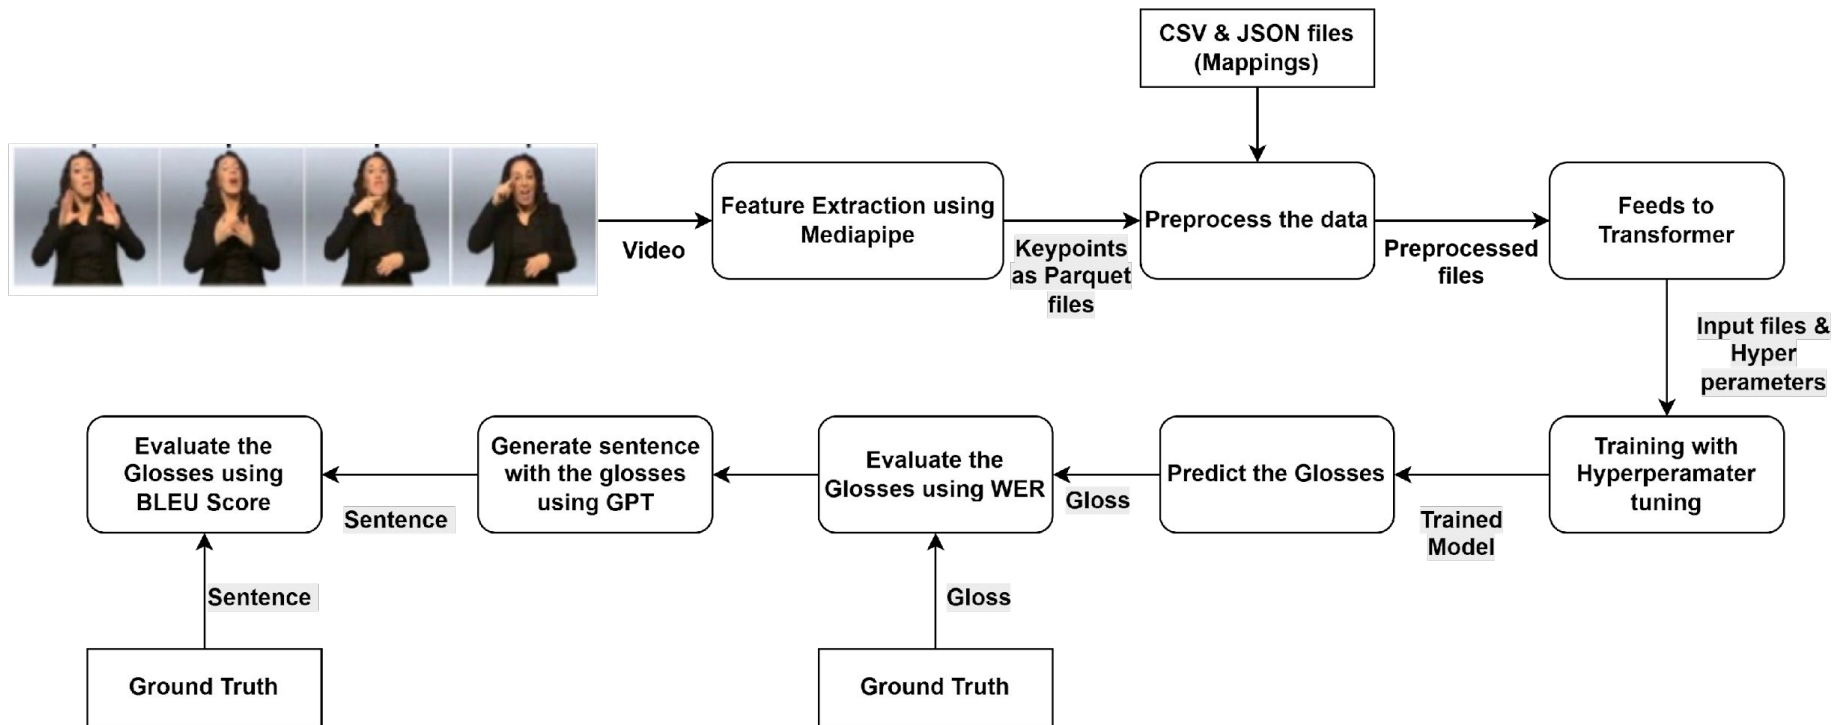 CSV & JSON files
(Mappings)
Video
Feature Extraction using
Mediapipe
Keypoints
as Parquet
files
Preprocess the data
Preprocessed
files
Feeds to
Transformer
Input files &
Hyper
perameters
Training with
Hyperperamater
tuning
Trained
Model
Predict the Glosses
Gloss
Evaluate the
Glosses using WER
Gloss
Ground Truth
Generate sentence
with the glosses
using GPT
Sentence
Evaluate the
Glosses using
BLEU Score
Sentence
Ground Truth